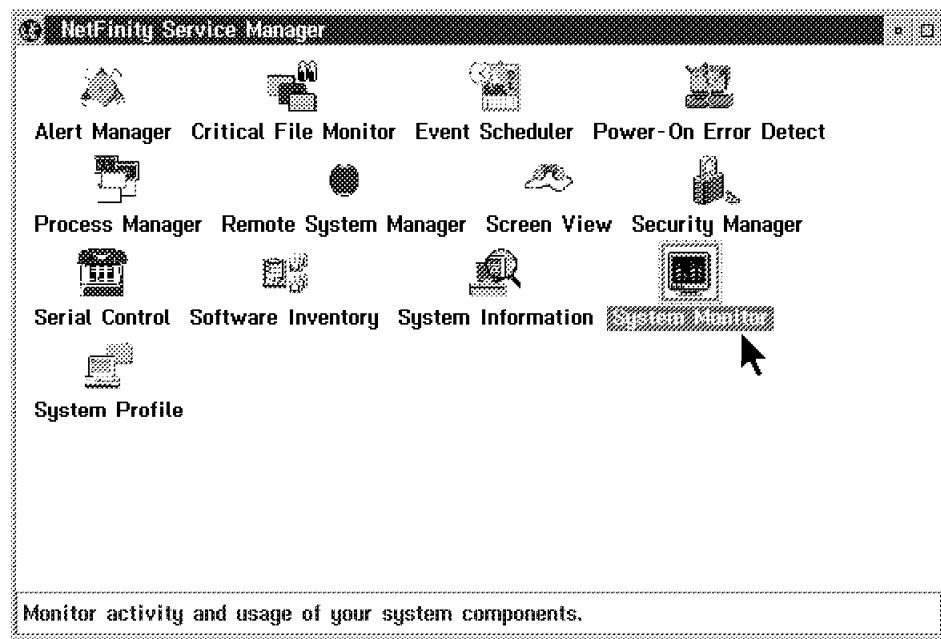 NetFinity Service Manager
Alert Manager Critical File Monitor Event Scheduler Power-On Error Detect
Process Manager Remote System Manager Screen View Security Manager
Serial Control Software Inventory System Information System Monitor
System Profile
Monitor activity and usage of your system components.